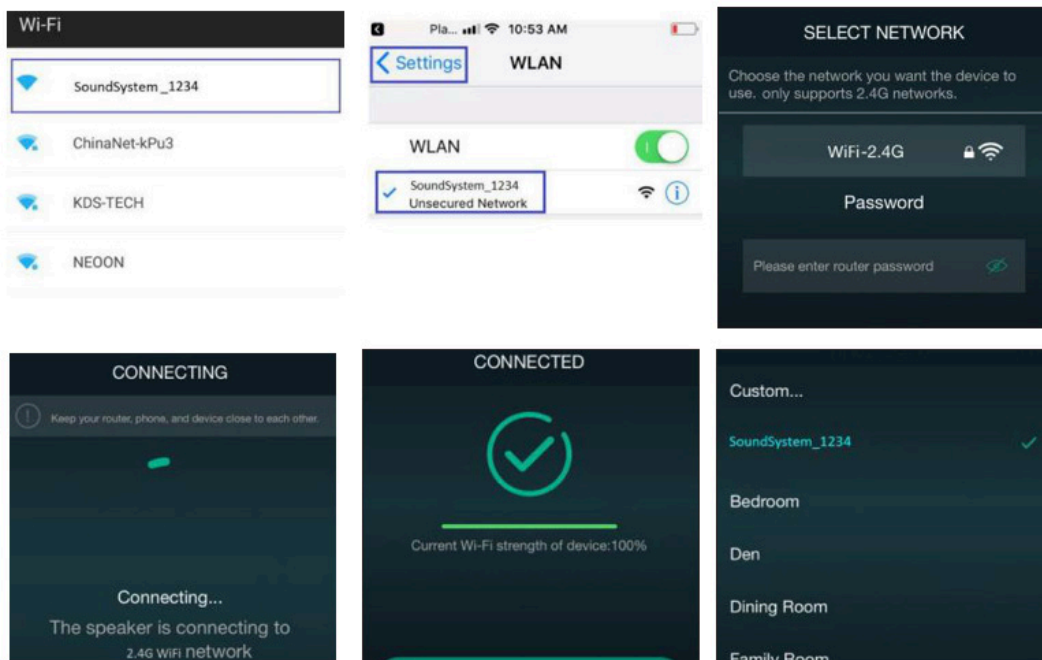 Wi-Fi
SoundSystem_1234
ChinaNet-kPu3
KDS-TECH
NEOON
Pla... 10:53 AM
Settings WLAN
WLAN
SoundSystem_1234
Unsecured Network
SELECT NETWORK
Choose the network you want the device to
use. only supports 2.4G networks.
WiFi-2.4G
Password
Please enter router password
CONNECTING
Keep your router, phone, and device close to each other.
Connecting...
The speaker is connecting to
2.4G WiFi network
CONNECTED
Current Wi-Fi strength of device:100%
Custom...
SoundSystem_1234
Bedroom
Den
Dining Room
Family Room